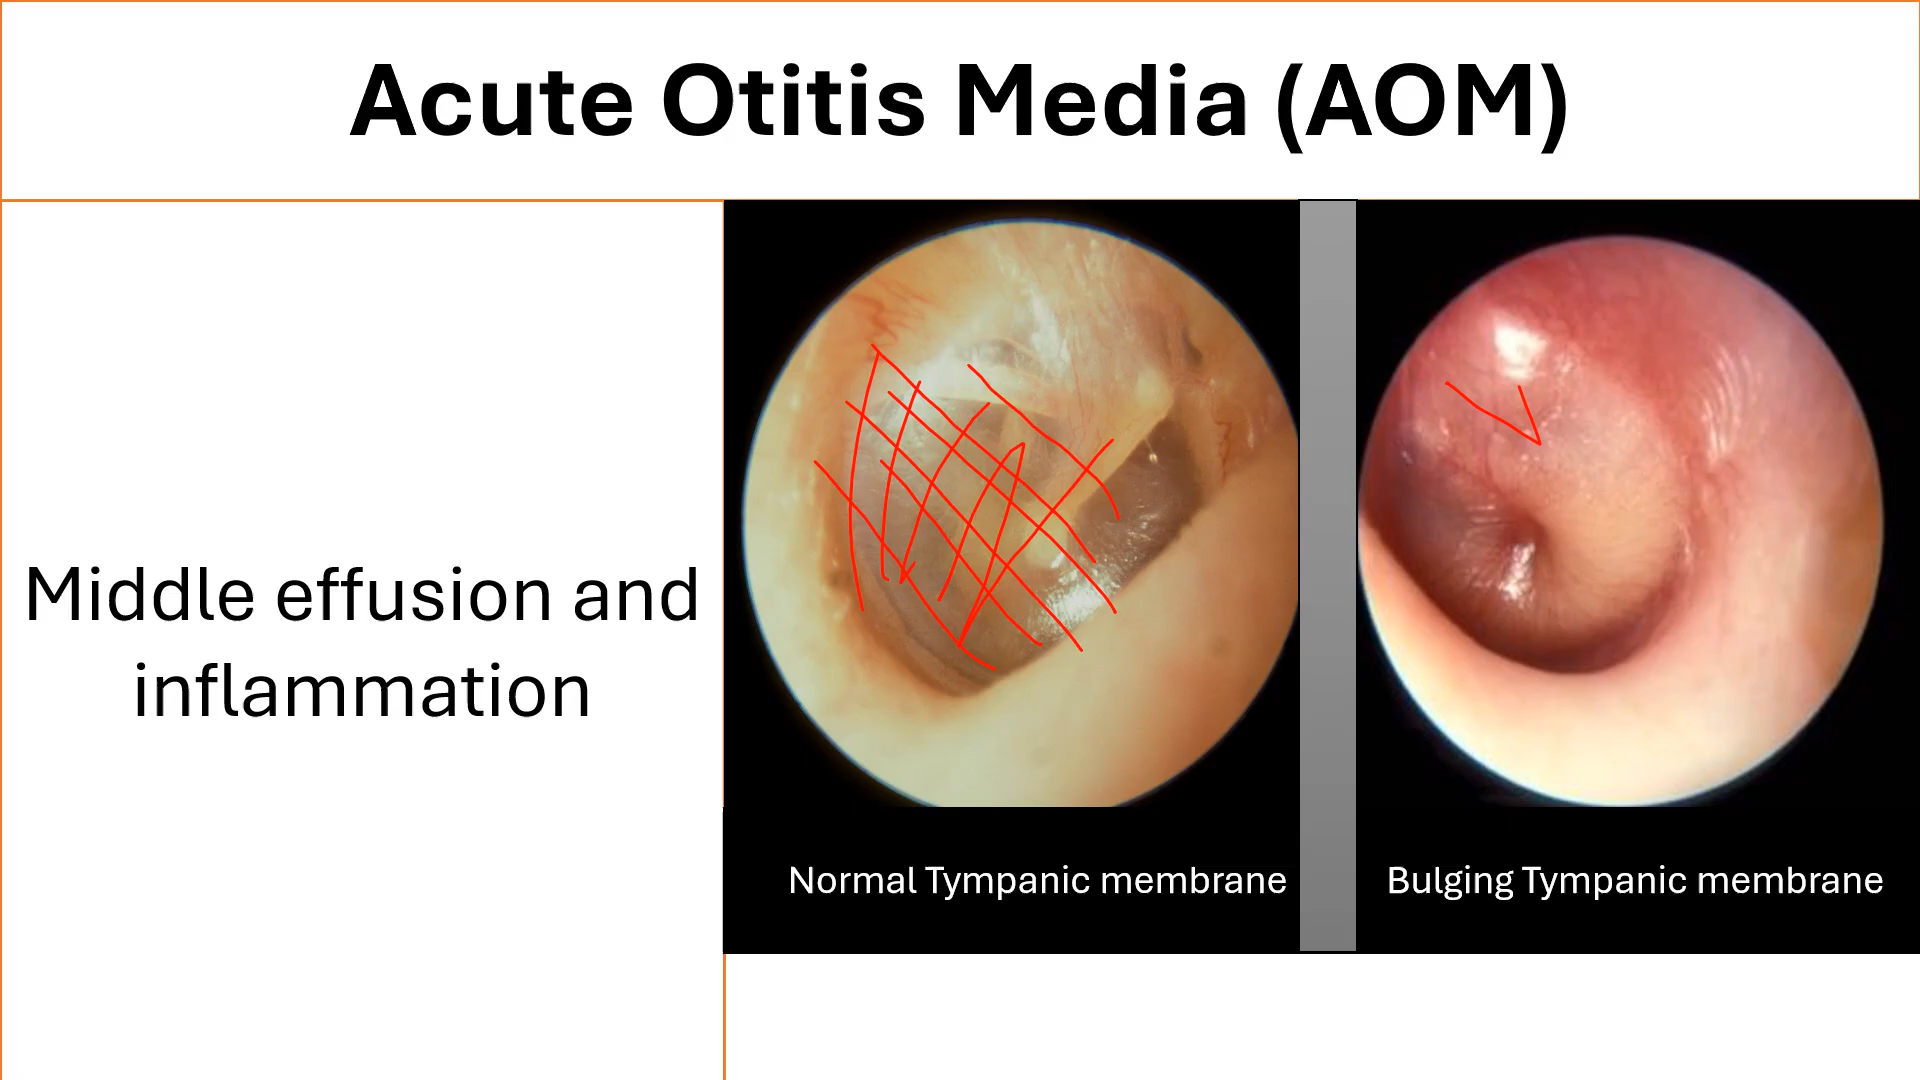 Acute Otitis Media (AOM)
Middle effusion and
inflammation
Normal Tympanic membrane
Bulging Tympanic membrane